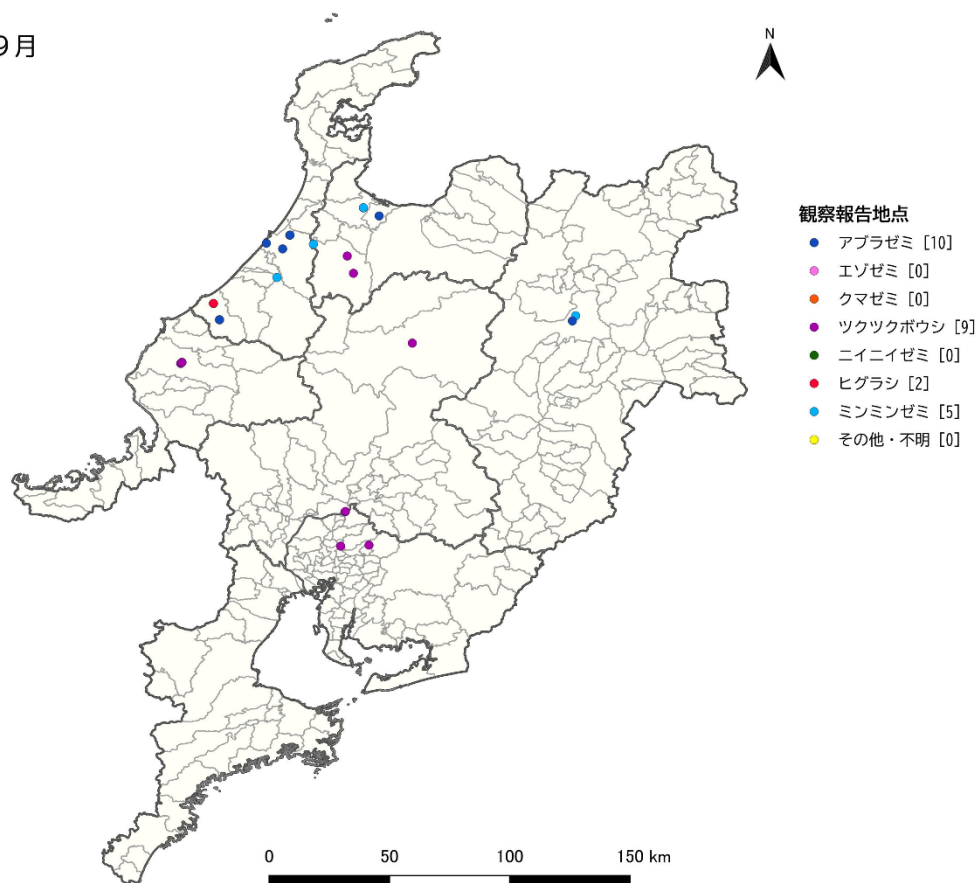 9月
N
観察報告地点
アブラゼミ [10]
エゾゼミ [0]
クマゼミ [0]
ツクツクボウシ [9]
ニイニイゼミ [0]
ヒグラシ [2]
ミンミンゼミ [5]
その他・不明 [0]
0 50 100 150 km